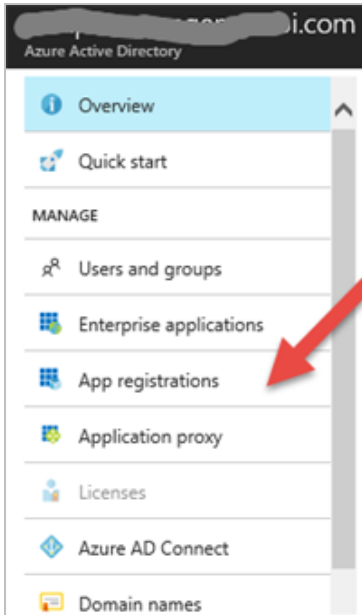 i.com
Azure Active Directory
Overview
Quick start
MANAGE
Users and groups
Enterprise applications
App registrations
Application proxy
Licenses
Azure AD Connect
Domain names